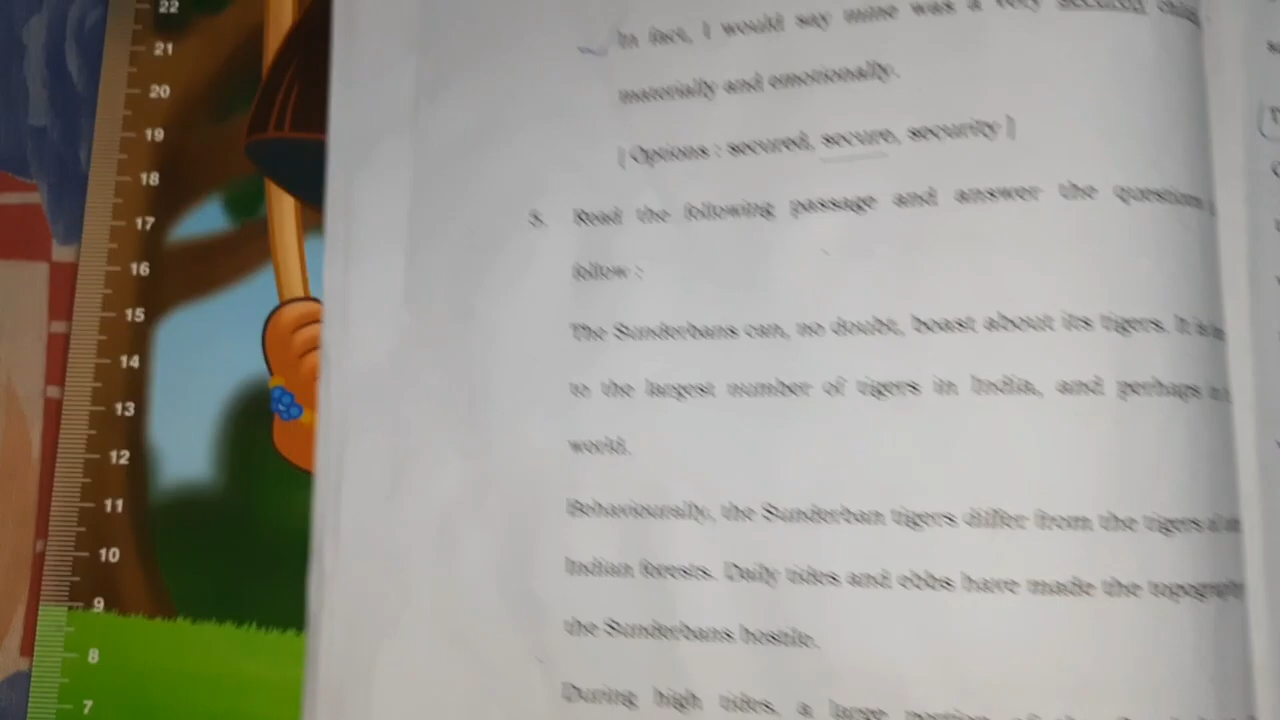 22
21
20
19
18
17
16
15
14
13
12
11
10
9
8
7
In fact, I would say mine was a very secured
materially and emotionally.
[ Options : secured, secure, security ]
5. Read the following passage and answer the question
follow :
The Sunderbans can, no doubt, boast about its tigers. It is
to the largest number of tigers in India, and perhaps
world.
Behaviourally, the Sunderban tigers differ from the tigers
Indian forests. Daily tides and ebbs have made the
the Sunderbans hostile.
During high tides, a large